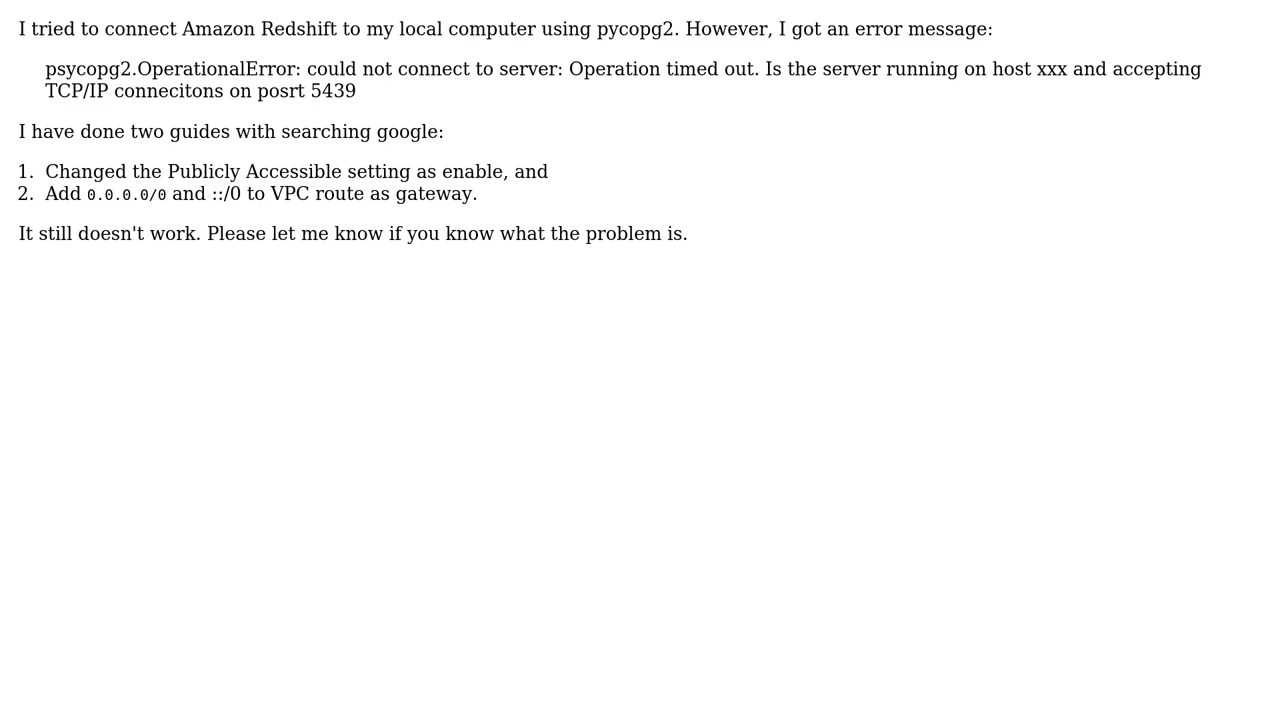 I tried to connect Amazon Redshift to my local computer using pycopg2. However, I got an error message:
psycopg2.OperationalError: could not connect to server: Operation timed out. Is the server running on host xxx and accepting
TCP/IP connecitons on posrt 5439
I have done two guides with searching google:
1. Changed the Publicly Accessible setting as enable, and
2. Add 0.0.0.0/0 and ::/0 to VPC route as gateway.
It still doesn't work. Please let me know if you know what the problem is.